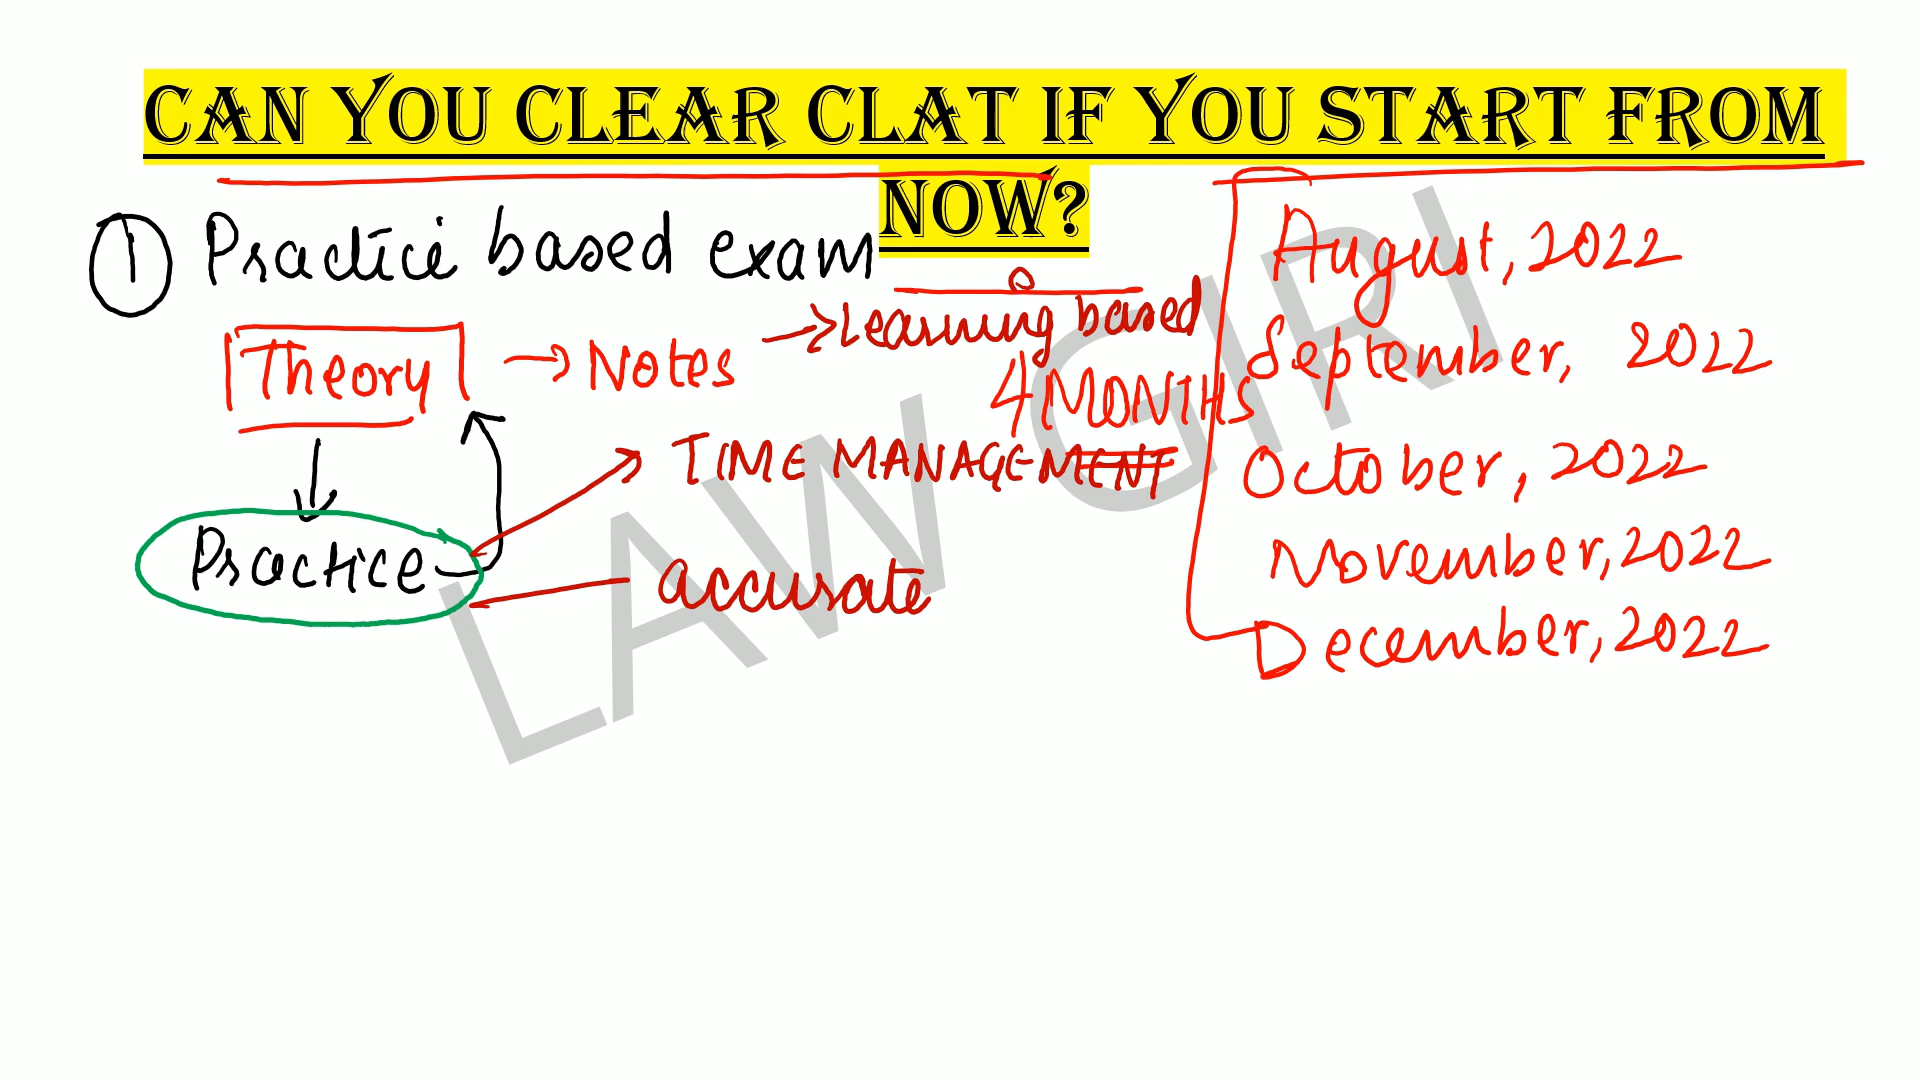 CAN YOU CLEAR CLAT IF YOU START FROM
NOW?
1 Practice based exam
Theory → Notes → Learning based
4 MONTHS
TIME MANAGEMENT
Practice
accurate
August, 2022
September, 2022
October, 2022
November, 2022
December, 2022
LAW GIRI